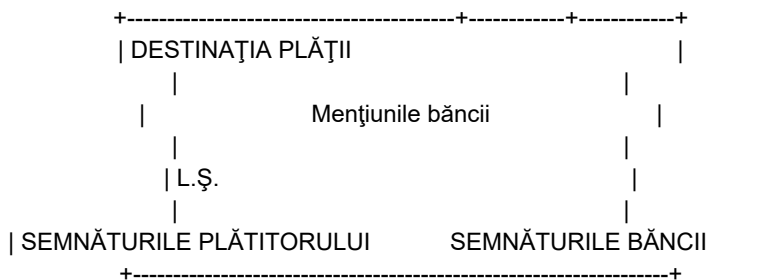 +-----------------------------------------+------------+------------+
| DESTINAŢIA PLĂŢII |
| |
| Menţiunile băncii |
| |
| L.Ş. |
| |
| SEMNĂTURILE PLĂTITORULUI SEMNĂTURILE BĂNCII
+-------------------------------------------------------------------+